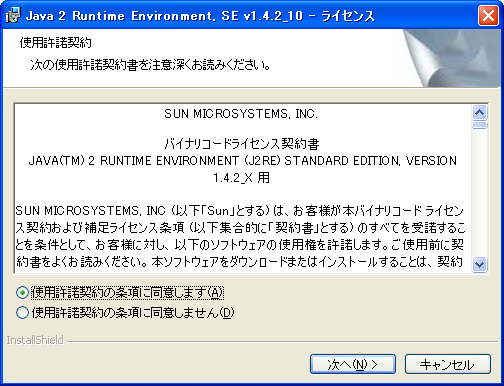 Java 2 Runtime Environment, SE v1.4.2_10 - ライセンス
使用許諾契約
次の使用許諾契約書を注意深くお読みください。
SUN MICROSYSTEMS, INC.
バイナリコードライセンス契約書
JAVA(TM) 2 RUNTIME ENVIRONMENT (J2RE) STANDARD EDITION, VERSION
1.4.2_X 用
SUN MICROSYSTEMS, INC (以下「Sun」とする) は、お客様が本バイナリコード ライセ
ンス契約および補足ライセンス条項 (以下集合的に「契約書」とする) のすべてを受諾するこ
とを条件として、お客様に対し、以下のソフトウェアの使用権を許諾します。ご使用前に契
約書をよくお読みください。本ソフトウェアをダウンロードまたはインストールすることは、契約
使用許諾契約の条項に同意します(A)
使用許諾契約の条項に同意しません(D)
InstallShield
次へ(N) >
キャンセル